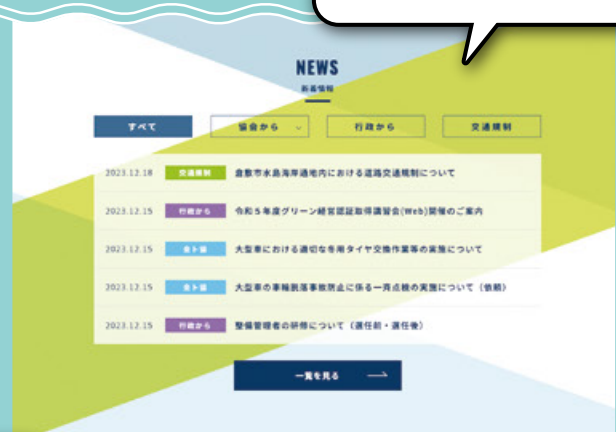 NEWS
新着情報
すべて
協会から
行政から
交通規制
2023.12.18 交通規制 倉敷市水島海岸通地内における道路交通規制について
2023.12.15 行政から 令和5年度グリーン経営認証取得講習会(Web)開催のご案内
2023.12.15 全ト協 大型車における適切な冬用タイヤ交換作業等の実施について
2023.12.15 全ト協 大型車の車輪脱落事故防止に係る一斉点検の実施について（依頼）
2023.12.15 行政から 整備管理者の研修について（選任前・選任後）
一覧を見る